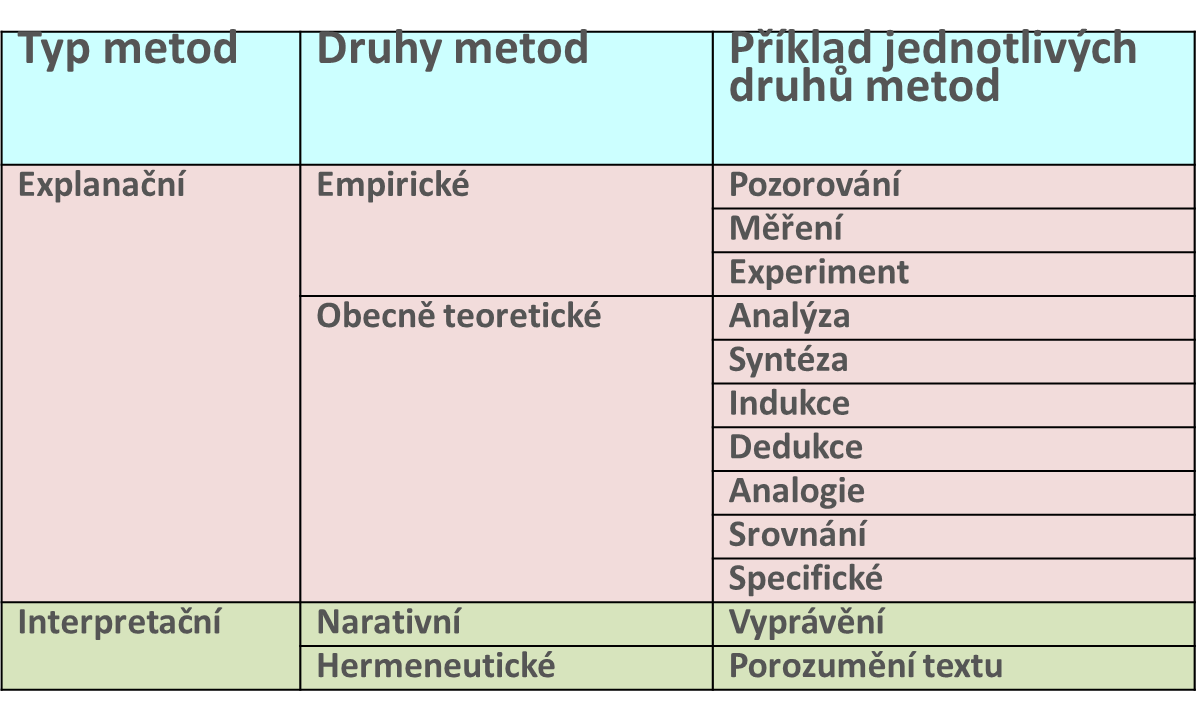 Typ metod
Druhy metod
Příklad jednotlivých
druhů metod
Explanační
Empirické
Pozorování
Měření
Experiment
Obecně teoretické
Analýza
Syntéza
Indukce
Dedukce
Analogie
Srovnání
Specifické
Interpretační
Narativní
Vyprávění
Hermeneutické
Porozumění textu